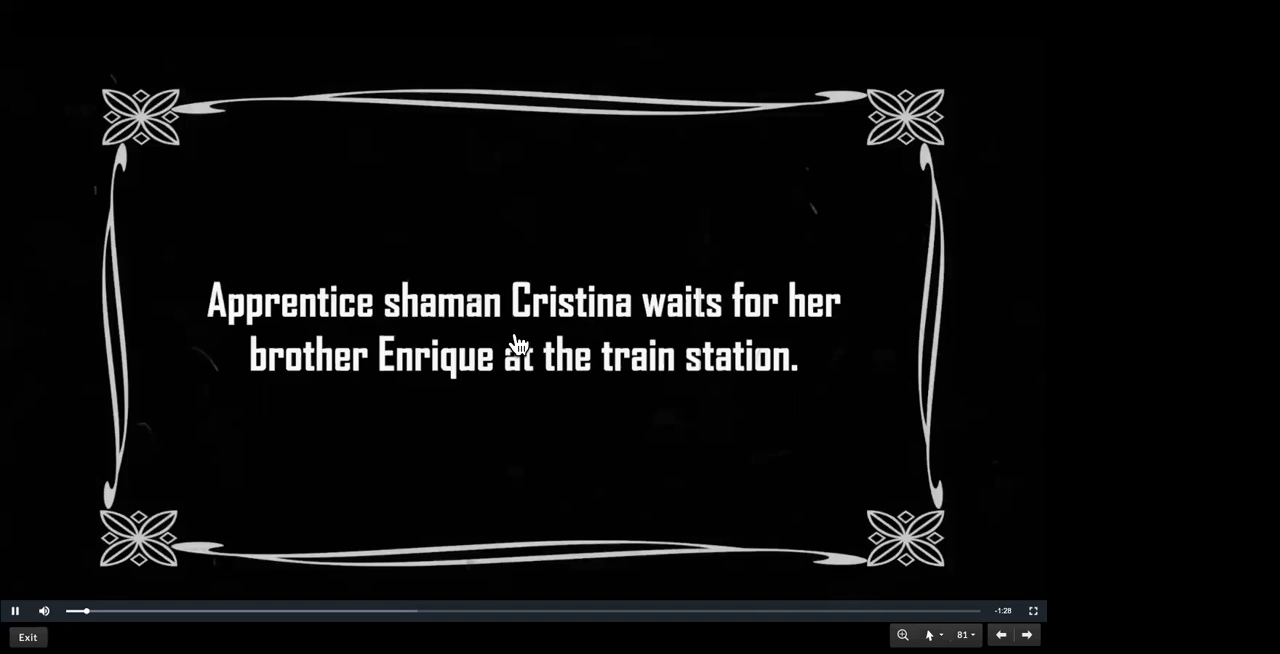 Apprentice shaman Cristina waits for her
brother Enrique at the train station.
-1:28
Exit
81